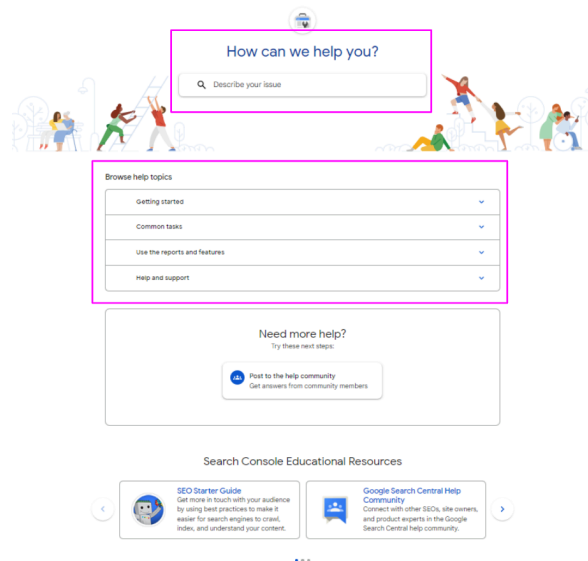 How can we help you?
Describe your issue
Browse help topics
Getting started
Common tasks
Use the reports and features
Help and support
Need more help?
Try these next steps:
Post to the help community
Get answers from community members
Search Console Educational Resources
SEO Starter Guide
Get more in touch with your audience
by using best practices to make it
easier for search engines to crawl,
index, and understand your content.
Google Search Central Help
Community
Connect with other SEOs, site owners,
and product experts in the Google
Search Central help community.